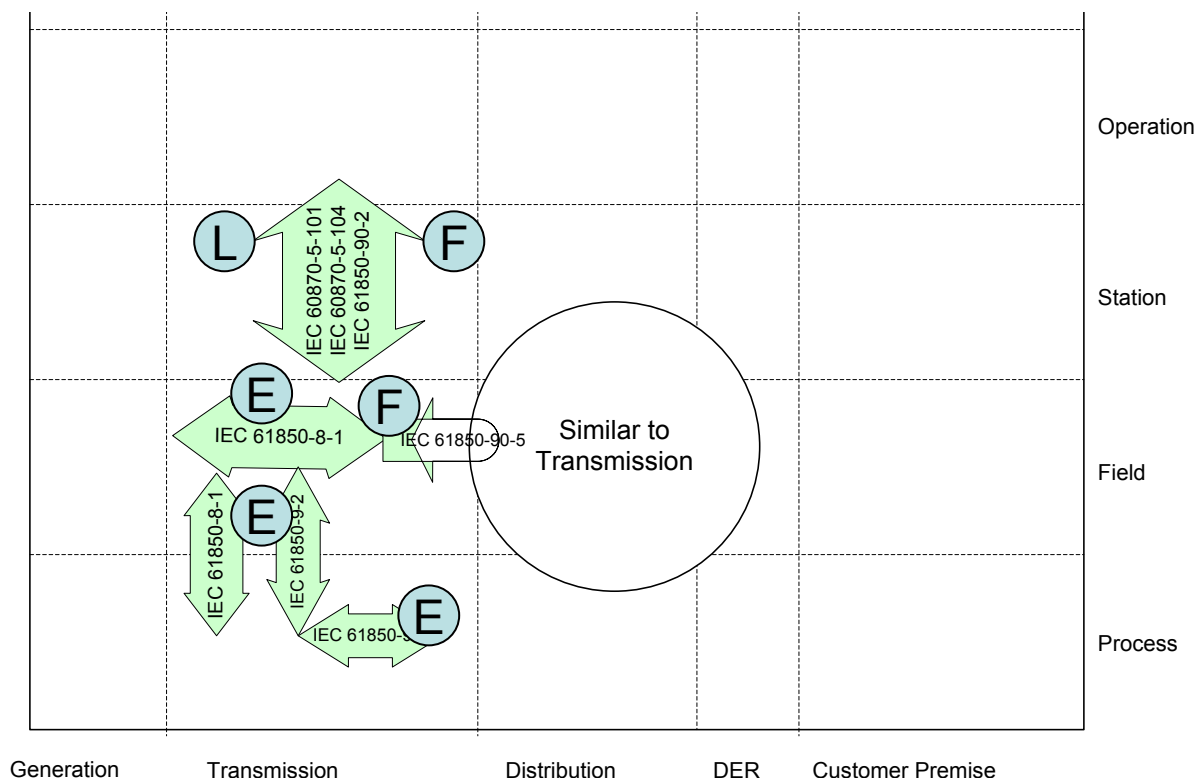 Operation
L
IEC 60870-5-101
IEC 60870-5-104
IEC 61850-90-2
F
Station
E
F
IEC 61850-8-1
IEC 61850-90-5
Similar to
Transmission
Field
IEC 61850-8-1
E
IEC 61850-9-2
IEC 61850-
E
Process
Generation
Transmission
Distribution
DER
Customer Premise